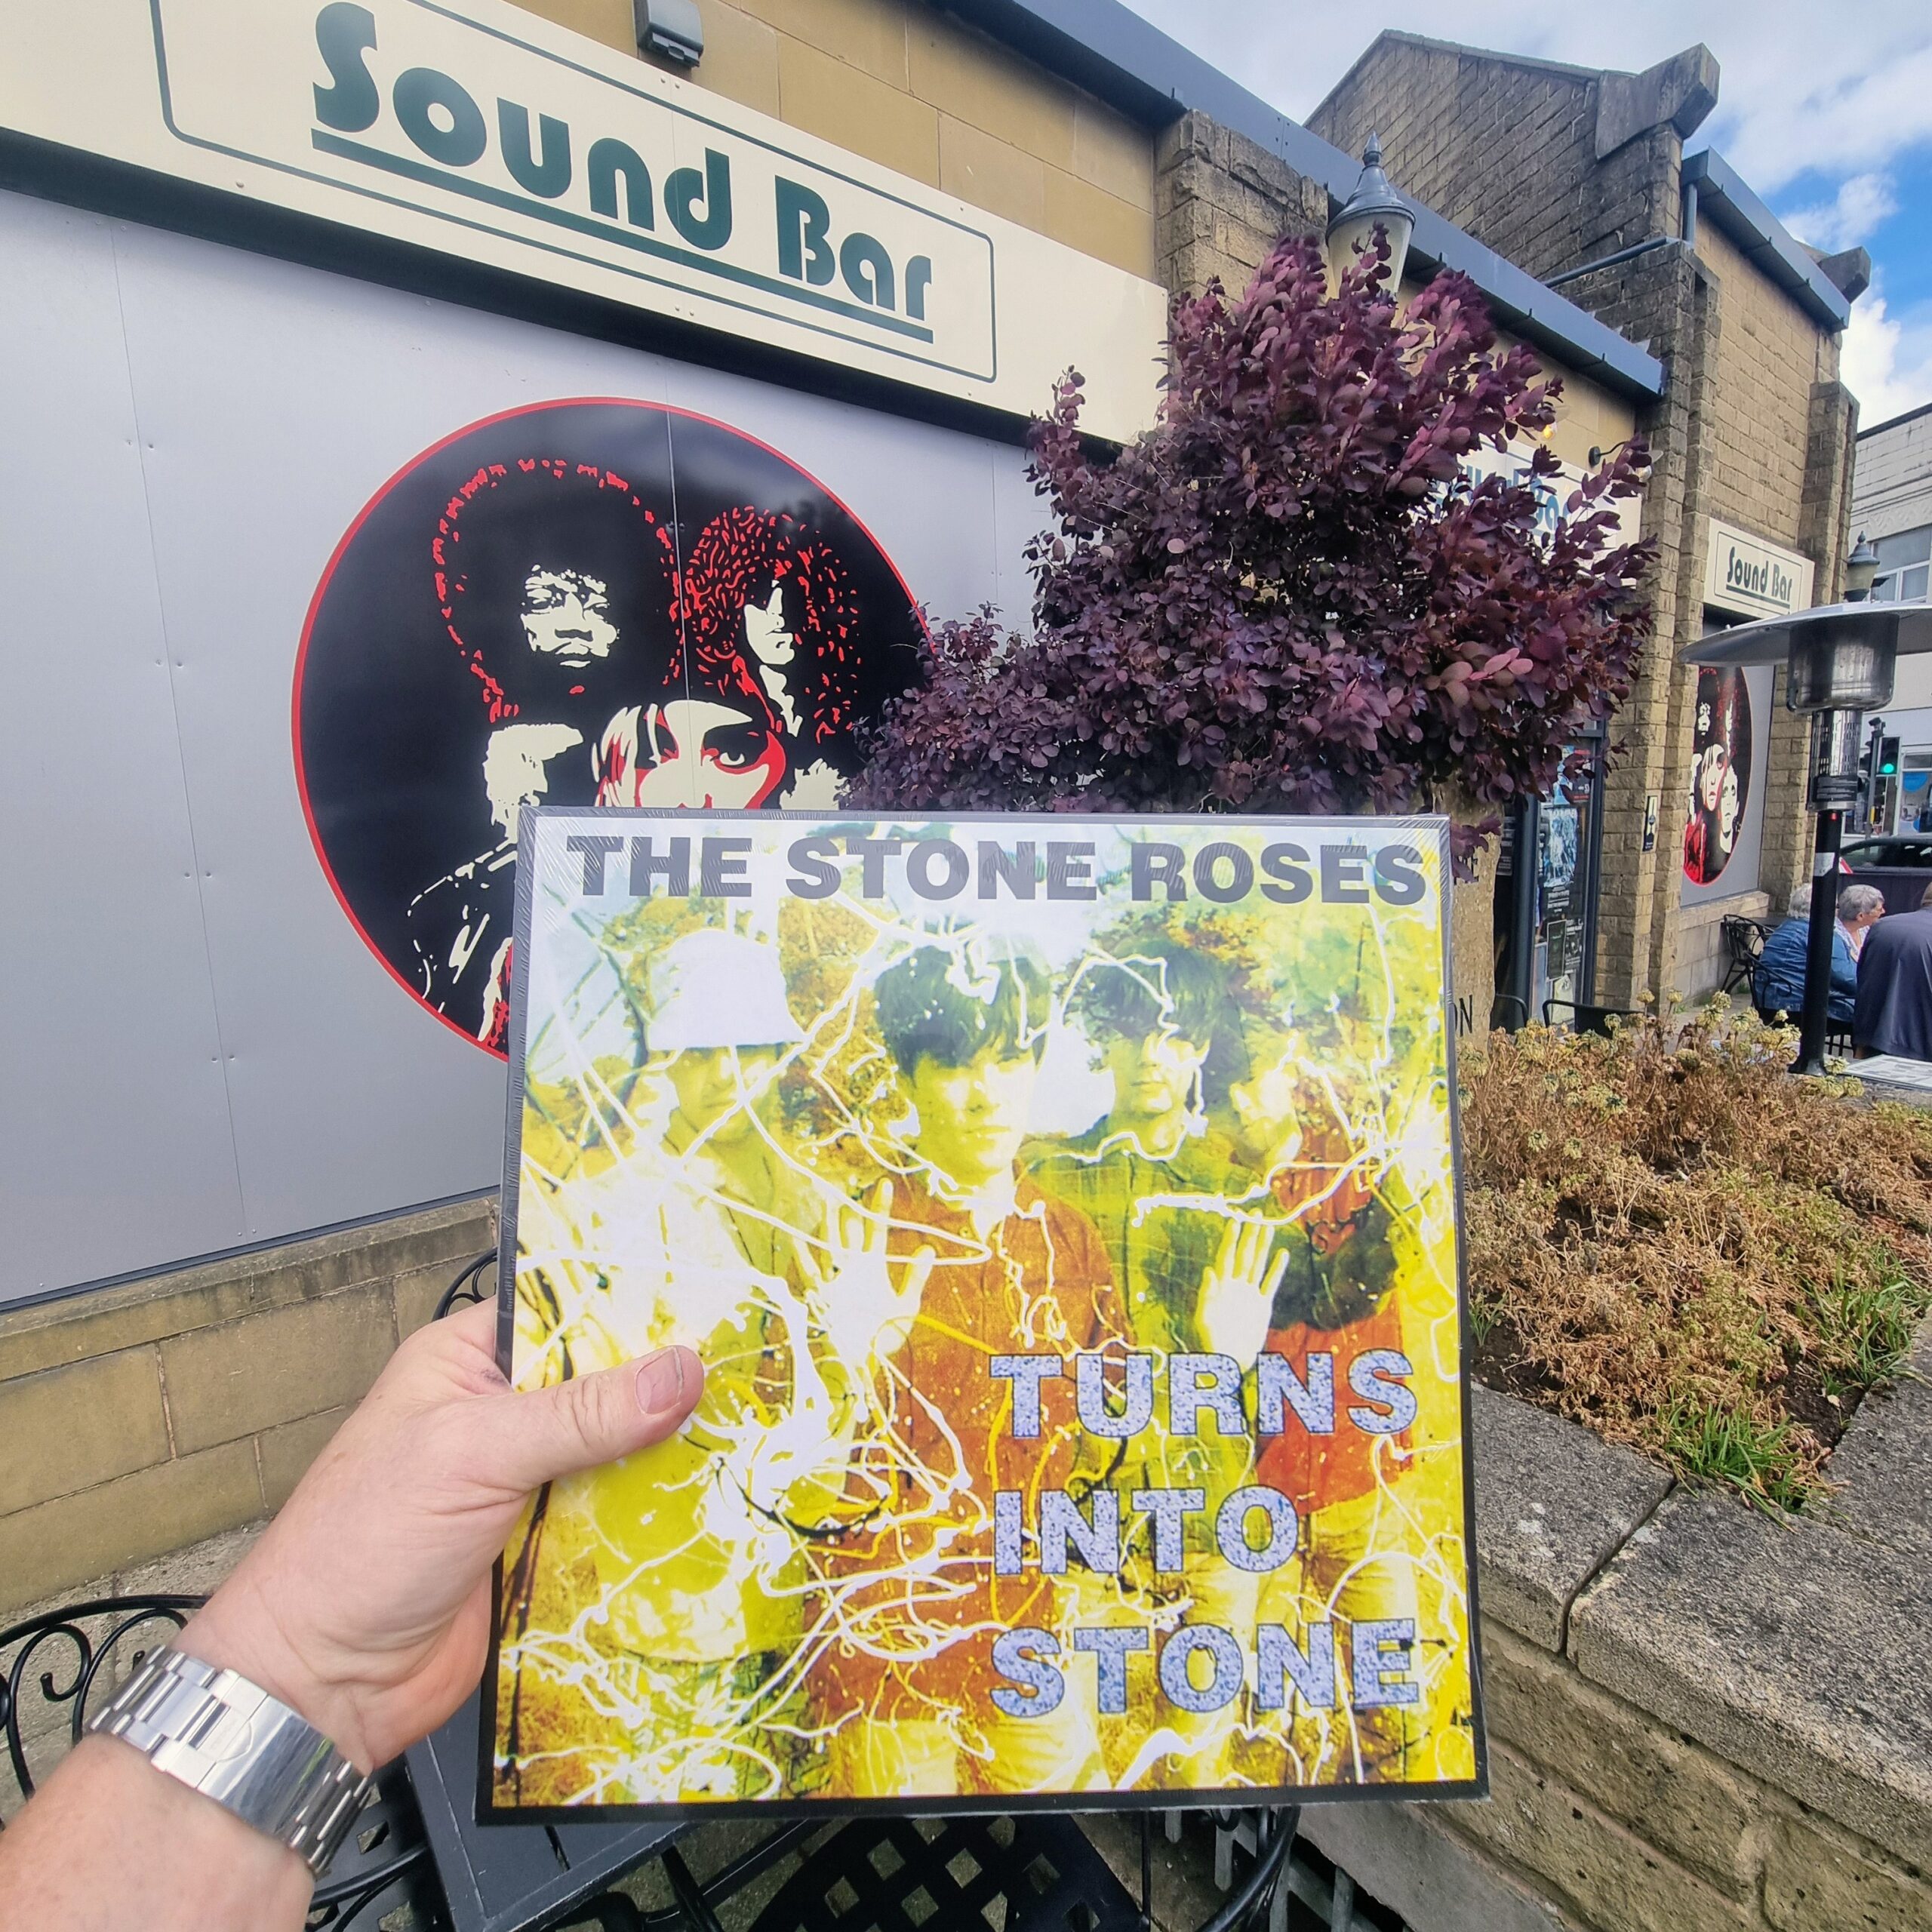 Sound Bar
Sound Bar
THE STONE ROSES
TURNS
INTO
STONE